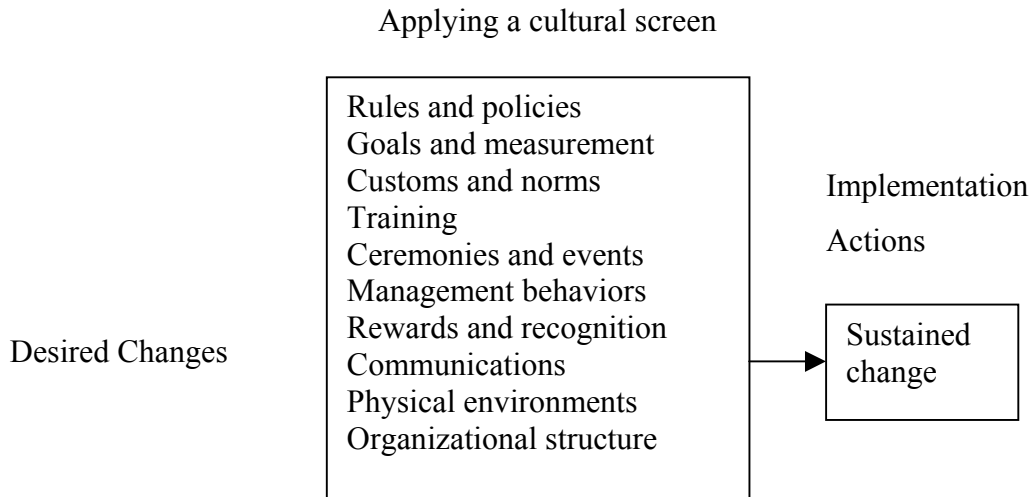 Applying a cultural screen
Rules and policies
Goals and measurement
Customs and norms
Training
Ceremonies and events
Management behaviors
Rewards and recognition
Communications
Physical environments
Organizational structure
Desired Changes
Implementation
Actions
Sustained
change